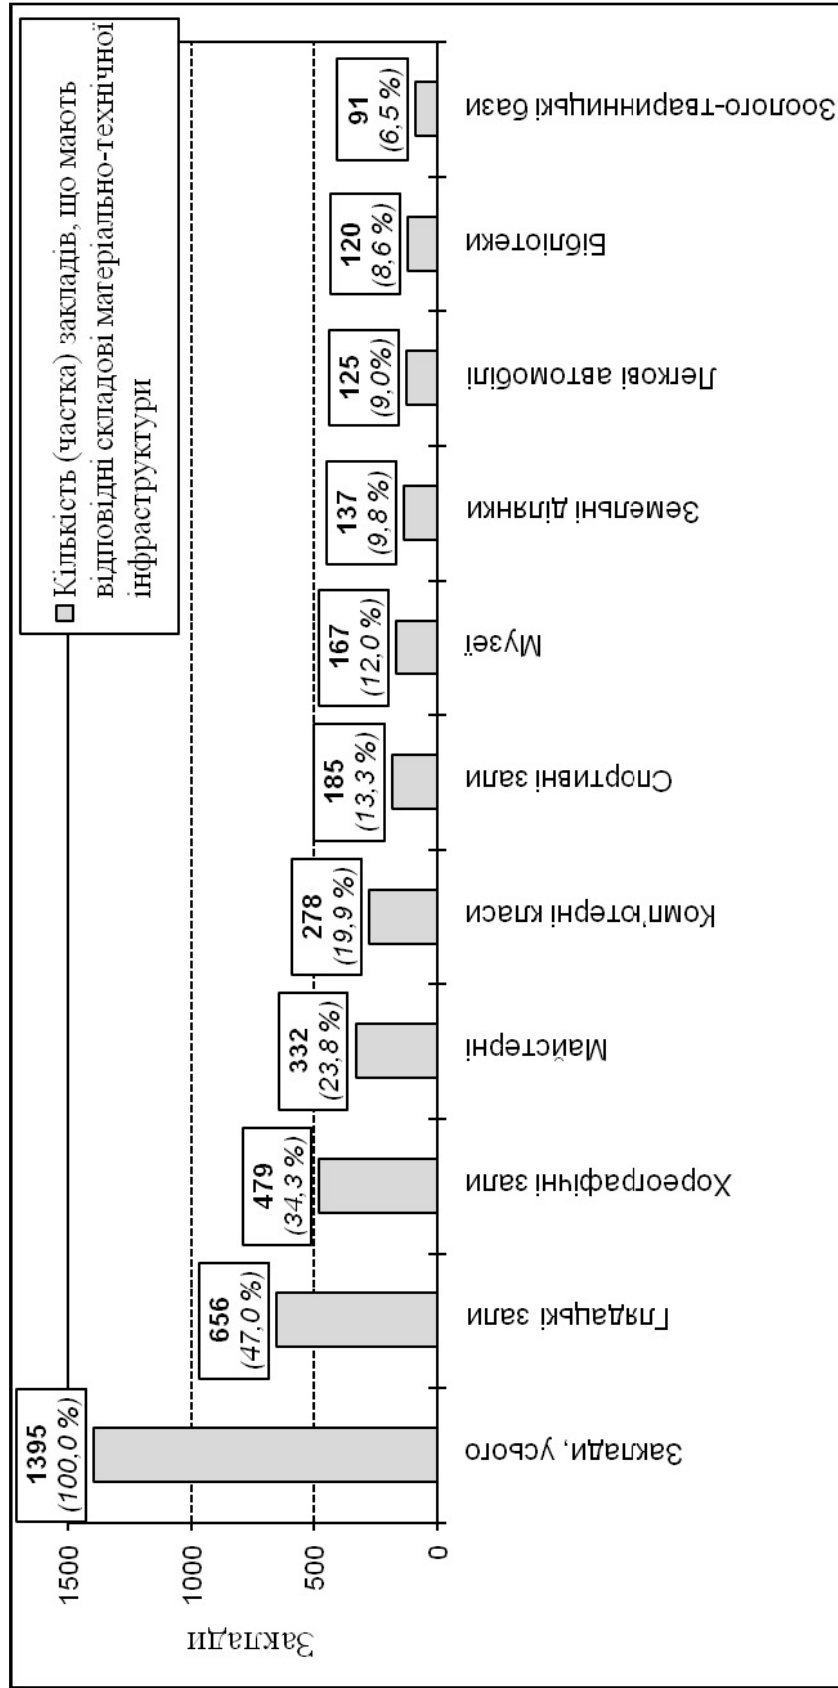 Кількість (частка) закладів, що мають
відповідні складові матеріально-технічної
інфраструктури
Заклади
1500
1000
500
0
1395
(100,0 %)
656
(47,0 %)
479
(34,3 %)
332
(23,8 %)
278
(19,9 %)
185
(13,3 %)
167
(12,0 %)
137
(9,8 %)
125
(9,0%)
120
(8,6 %)
91
(6,5 %)
Заклади, усього
Глядацькі зали
Хореографічні зали
Майстерні
Комп'ютерні класи
Спортивні зали
Музеї
Земельні ділянки
Легкові автомобілі
Бібліотеки
Зоолого-тваринницькі бази